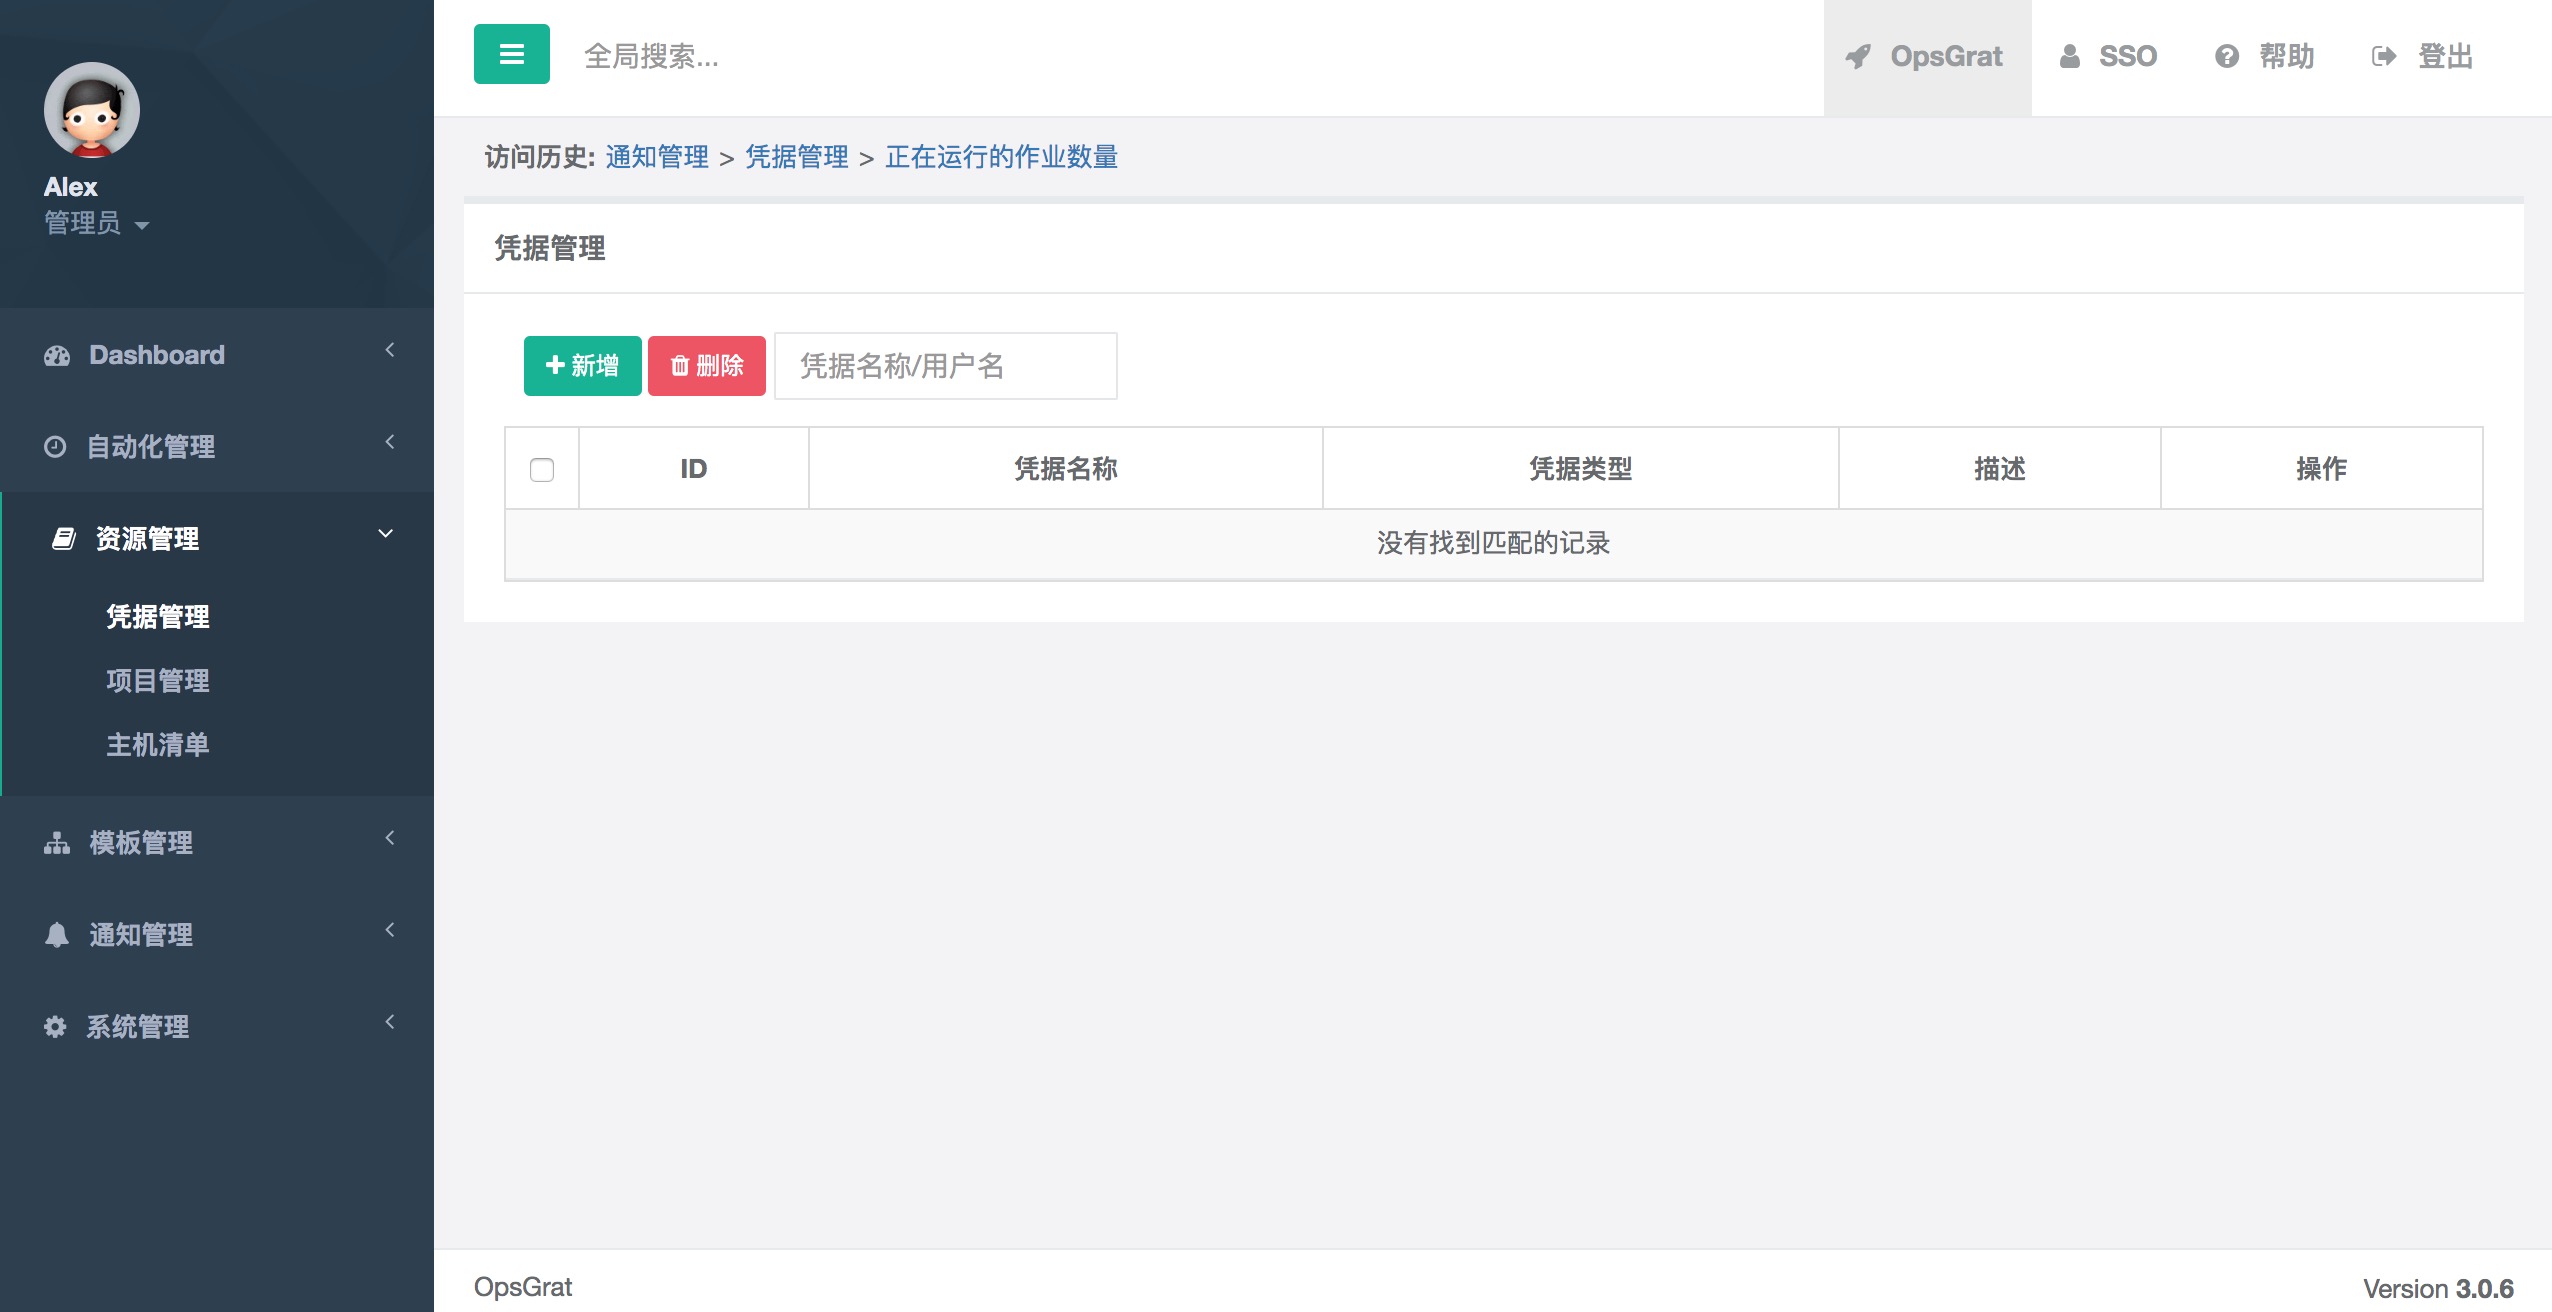 Alex
管理员
Dashboard
自动化管理
资源管理
凭据管理
项目管理
主机清单
模板管理
通知管理
系统管理
全局搜索...
OpsGrat
SSO
帮助
登出
访问历史: 通知管理 > 凭据管理 > 正在运行的作业数量
凭据管理
新增
删除
凭据名称/用户名
ID 凭据名称 凭据类型 描述 操作
没有找到匹配的记录
OpsGrat
Version 3.0.6